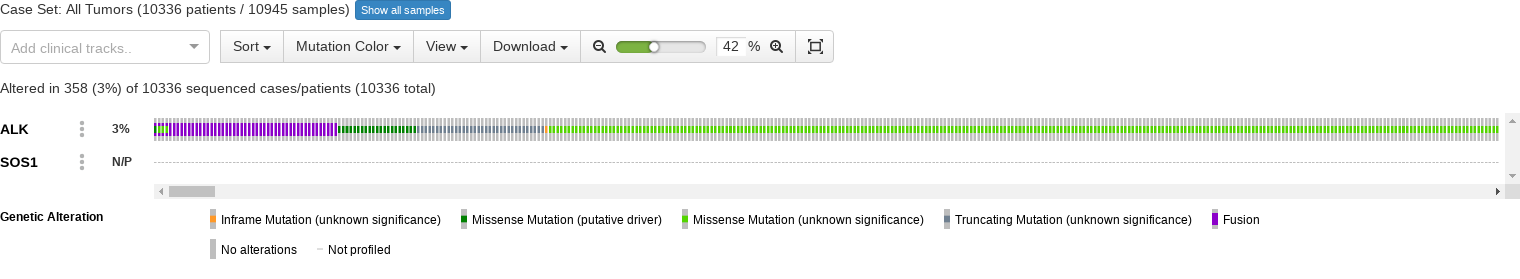 Case Set: All Tumors (10336 patients / 10945 samples) Show all samples
Add clinical tracks.. Sort Mutation Color View Download 42 %
Altered in 358 (3%) of 10336 sequenced cases/patients (10336 total)
ALK 3%
SOS1 N/P
Genetic Alteration Inframe Mutation (unknown significance) Missense Mutation (putative driver) Missense Mutation (unknown significance) Truncating Mutation (unknown significance) Fusion
No alterations Not profiled